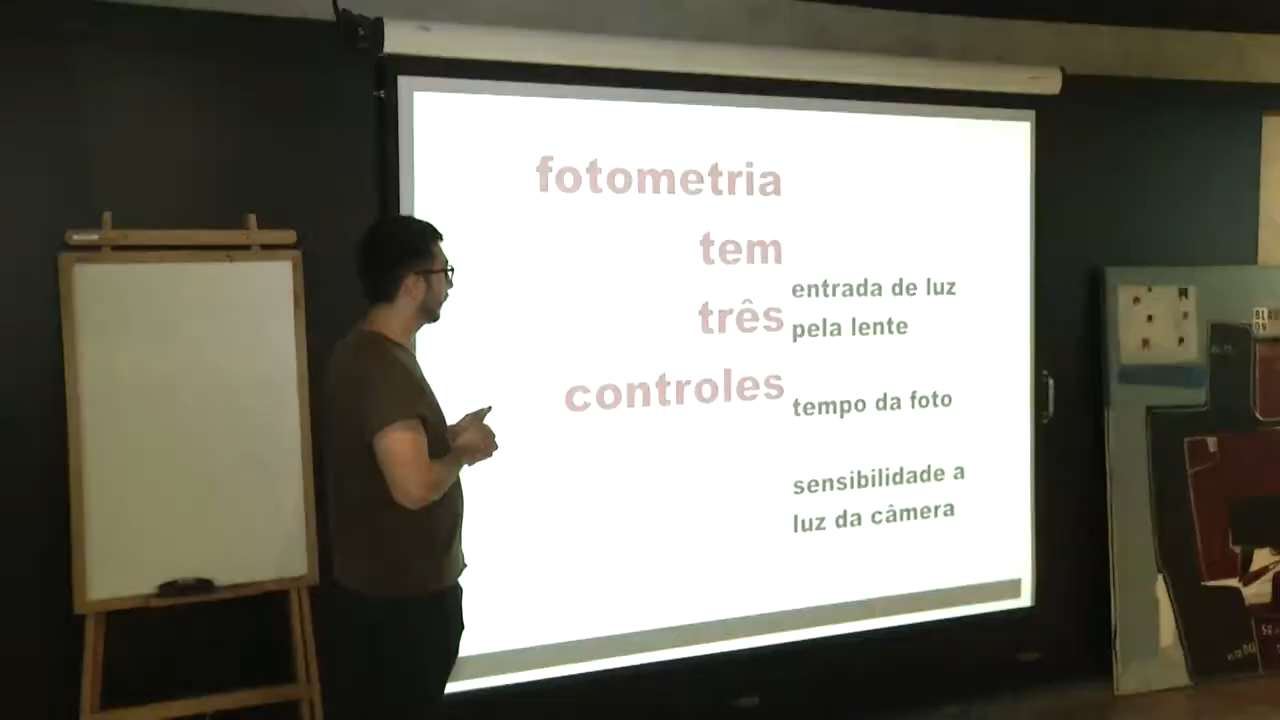 fotometria
tem
três
controles
entrada de luz
pela lente
tempo da foto
sensibilidade a
luz da câmera